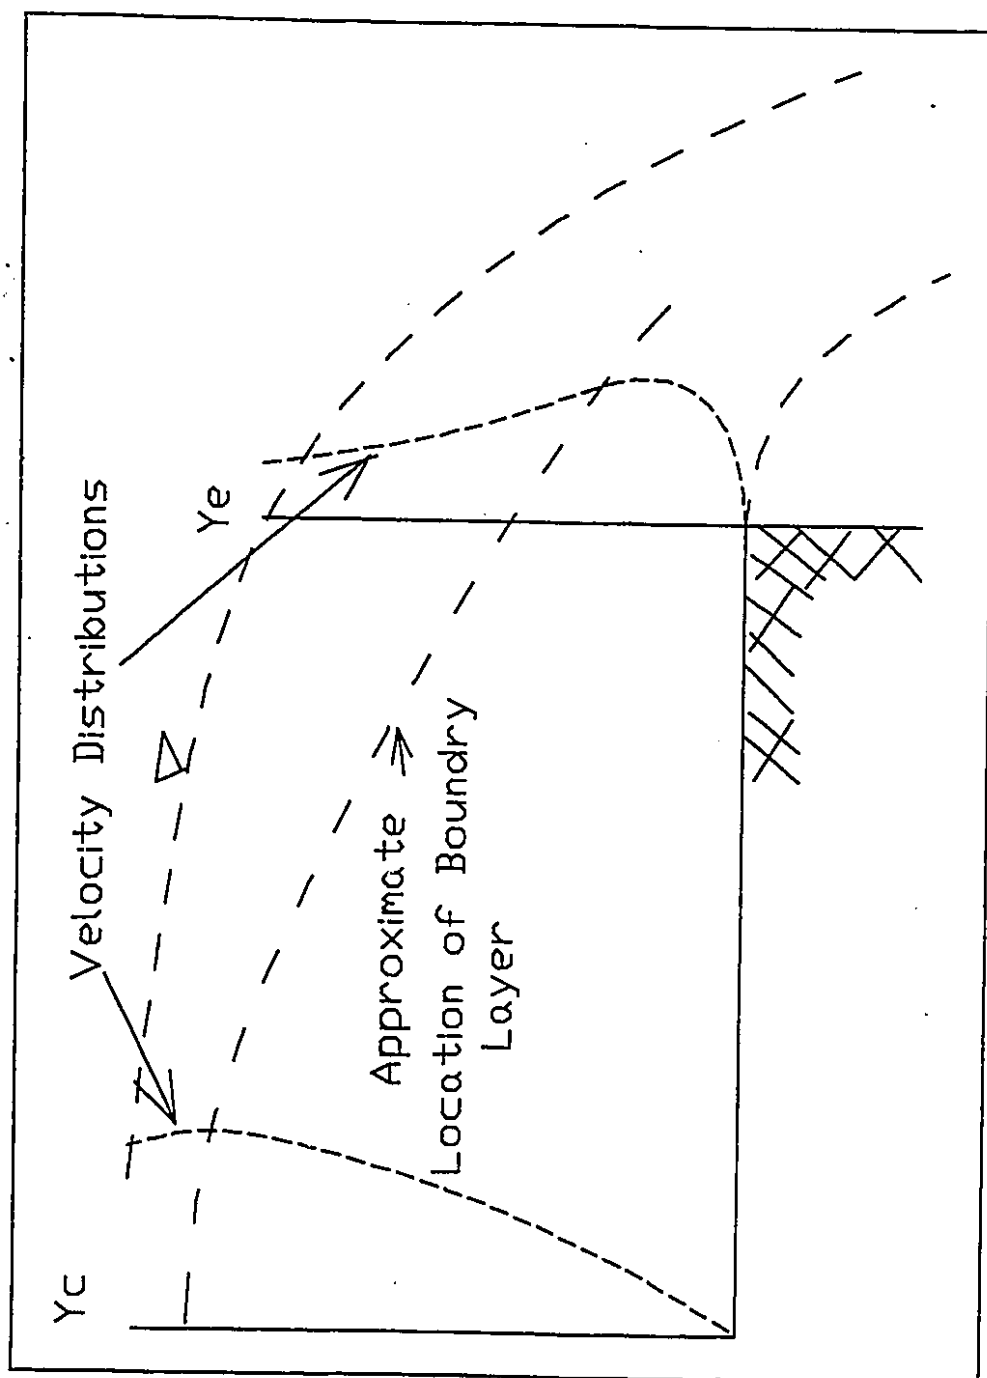 Velocity Distributions
Yc
Ye
Approximate
Location of Boundry
Layer